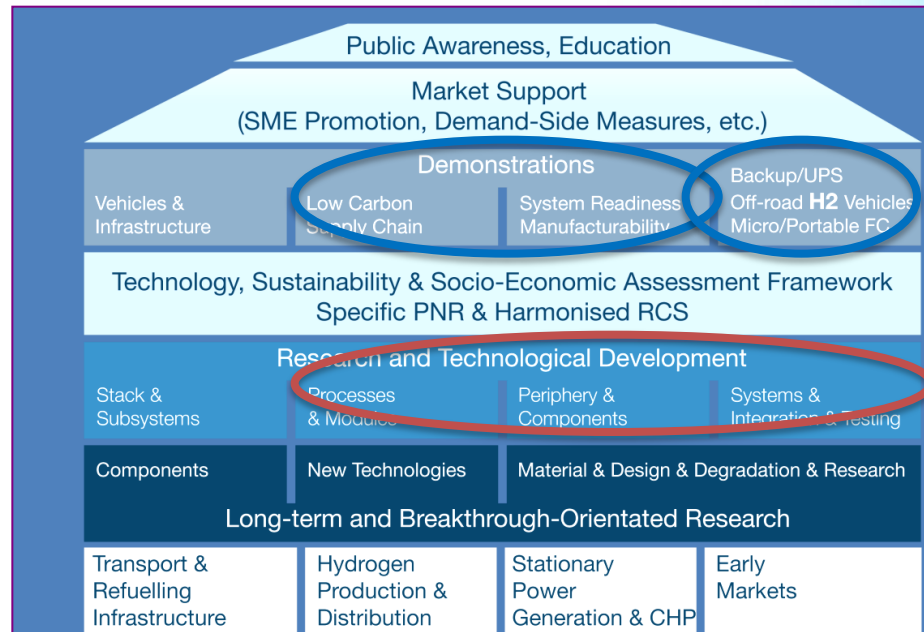 Public Awareness, Education
Market Support
(SME Promotion, Demand-Side Measures, etc.)
Demonstrations
Vehicles &
Infrastructure
Low Carbon
Supply Chain
System Readiness
Manufacturability
Backup/UPS
Off-road H2 Vehicles
Micro/Portable FC
Technology, Sustainability & Socio-Economic Assessment Framework
Specific PNR & Harmonised RCS
Research and Technological Development
Stack &
Subsystems
Processes
& Modules
Periphery &
Components
Systems &
Integration & Testing
Components
New Technologies
Material & Design & Degradation & Research
Long-term and Breakthrough-Orientated Research
Transport &
Refuelling
Infrastructure
Hydrogen
Production &
Distribution
Stationary
Power
Generation & CHP
Early
Markets